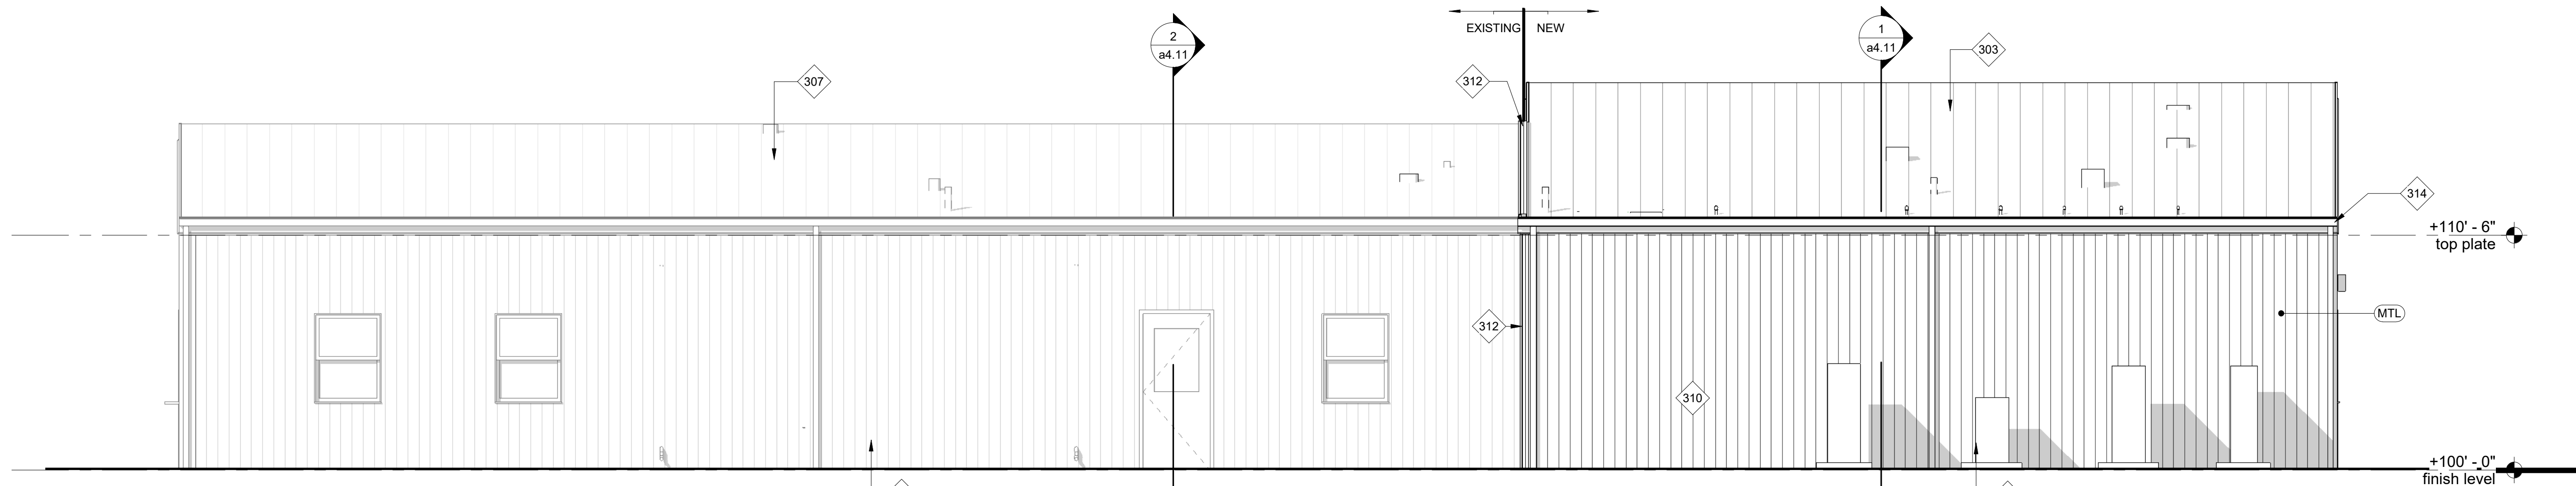 EXISTING NEW
2
a4.11
1
a4.11
303
307
312
314
+110' - 6"
top plate
MTL
312
310
+100' - 0"
finish level